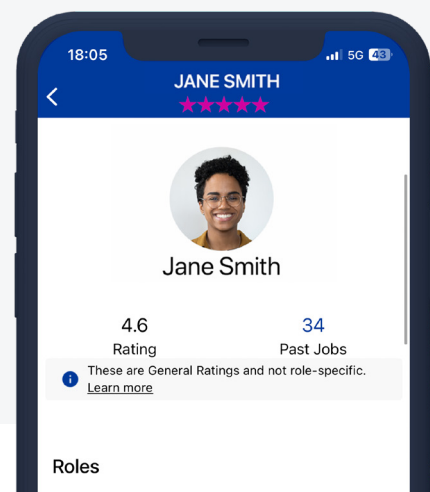 18:05
5G 43
JANE SMITH
Jane Smith
4.6
34
Rating
Past Jobs
These are General Ratings and not role-specific.
Learn more
Roles